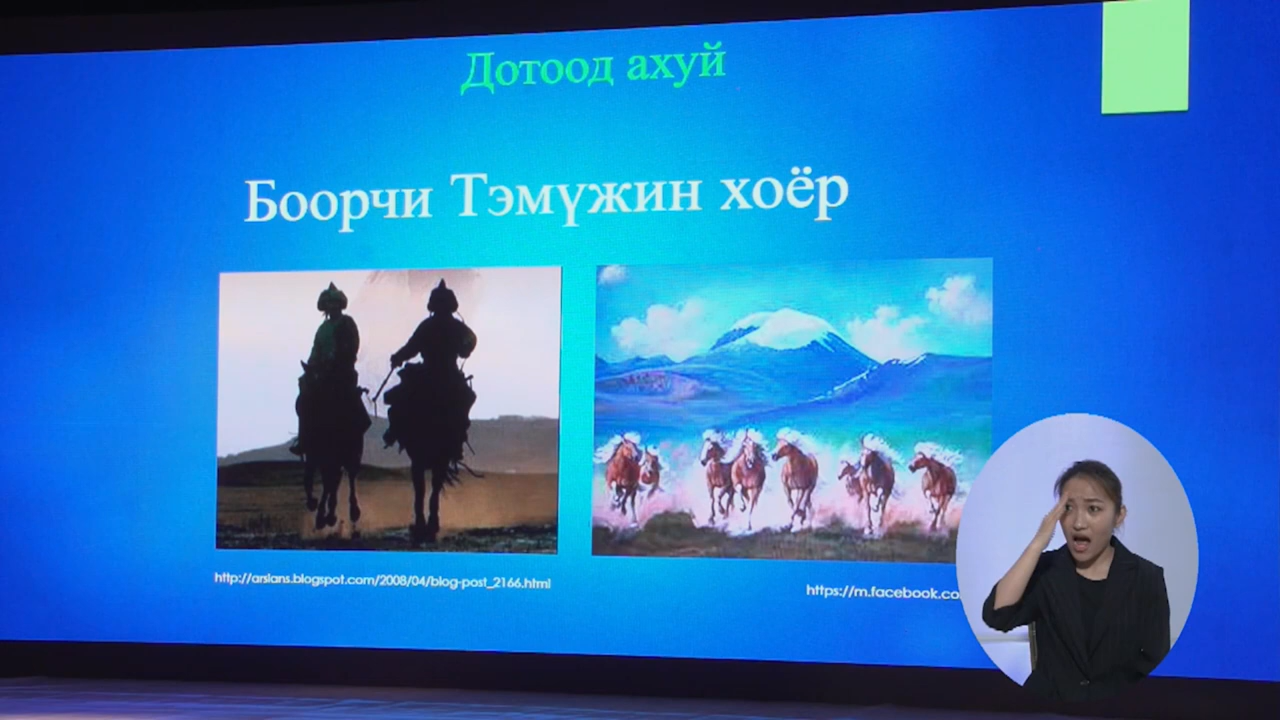 Дотоод ахуй
Боорчи Тэмүжин хоёр
http://arslans.blogspot.com/2008/04/blog-post_2166.html
https://m.facebook.co